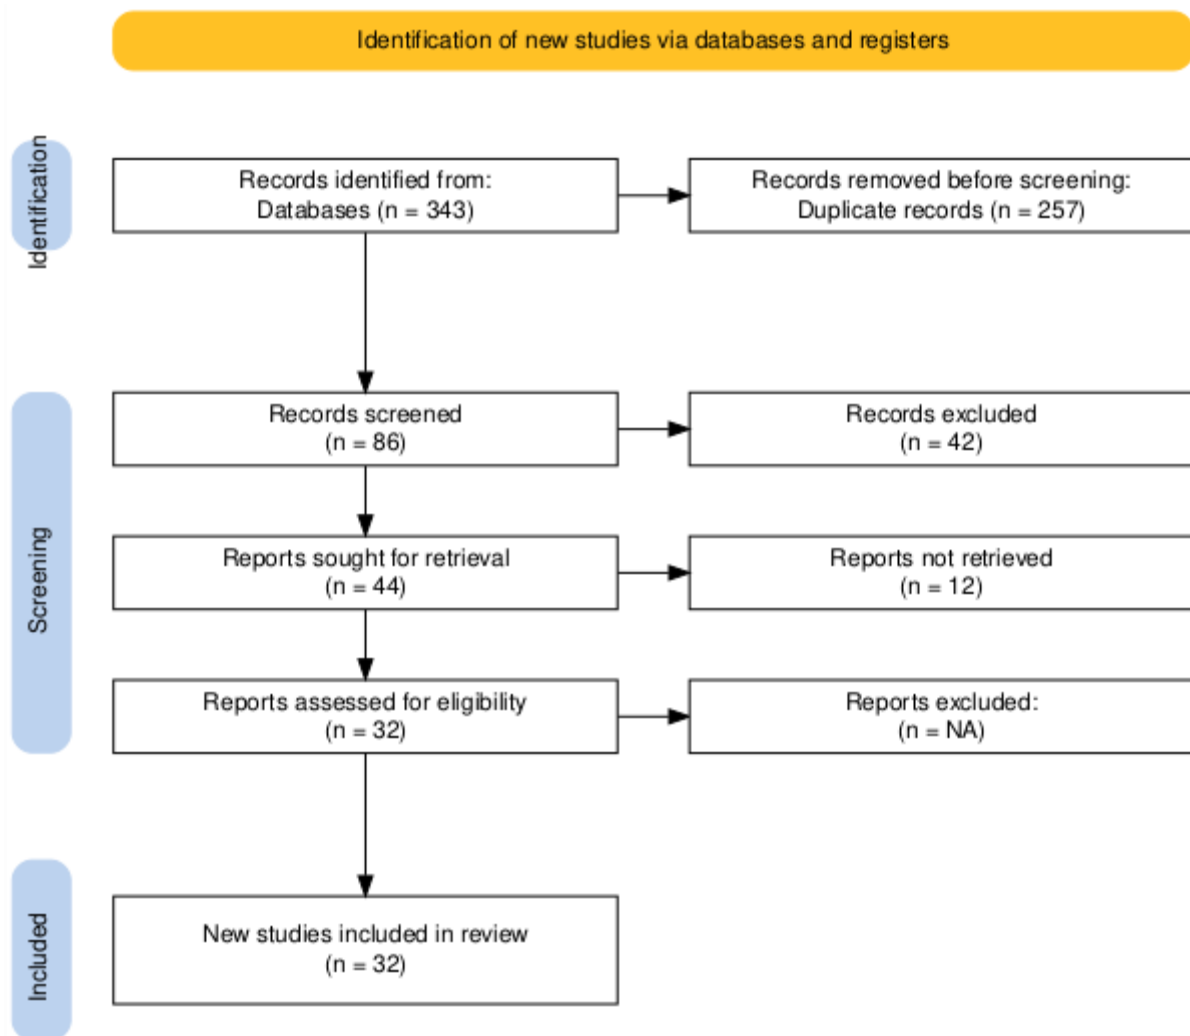 Identification of new studies via databases and registers
Identification
Records identified from:
Databases (n = 343)
Records removed before screening:
Duplicate records (n = 257)
Screening
Records screened
(n = 86)
Records excluded
(n = 42)
Reports sought for retrieval
(n = 44)
Reports not retrieved
(n = 12)
Reports assessed for eligibility
(n = 32)
Reports excluded:
(n = NA)
Included
New studies included in review
(n = 32)